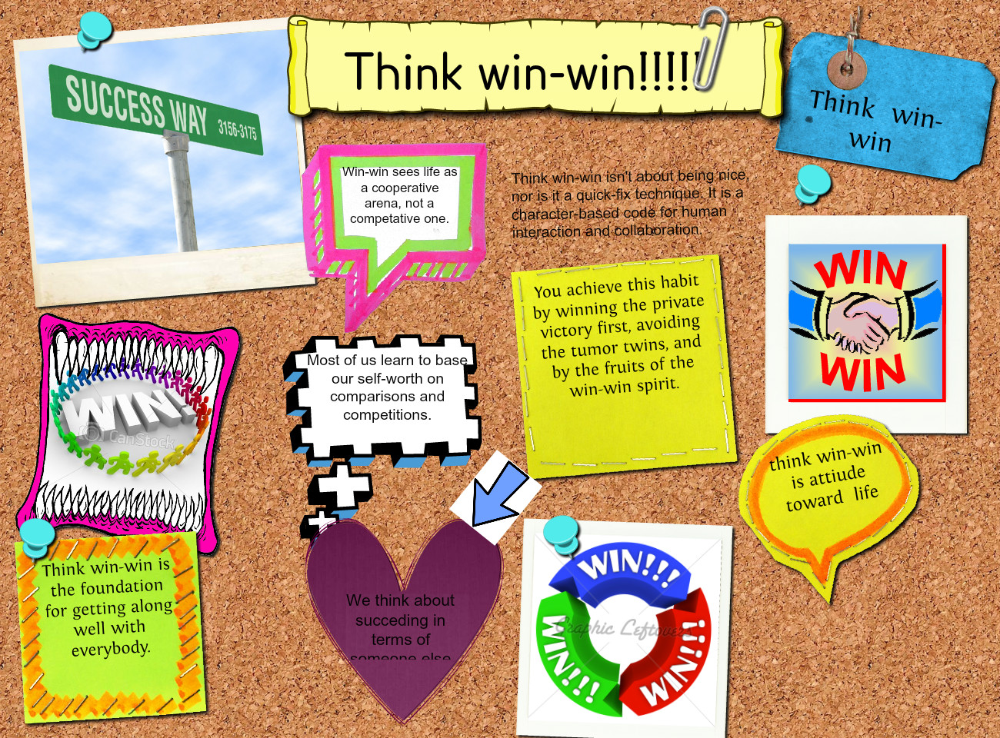 Think win-win!!!!!
SUCCESS WAY 3156-3175
Think win-
win
Win-win sees life as
a cooperative
arena, not a
competative one.
Think win-win isn't about being nice,
nor is it a quick-fix technique. It is a
character-based code for human
interaction and collaboration.
You achieve this habit
by winning the private
victory first, avoiding
the tumor twins, and
by the fruits of the
win-win spirit.
WIN
WIN
WIN!
CanStock
Most of us learn to base
our self-worth on
comparisons and
competitions.
think win-win
is attiude
toward life
Think win-win is
the foundation
for getting along
well with
everybody.
We think about
succeding in
terms of
someone else
WIN!!!
WIN!!!
WIN!!!
Graphic Leftovers